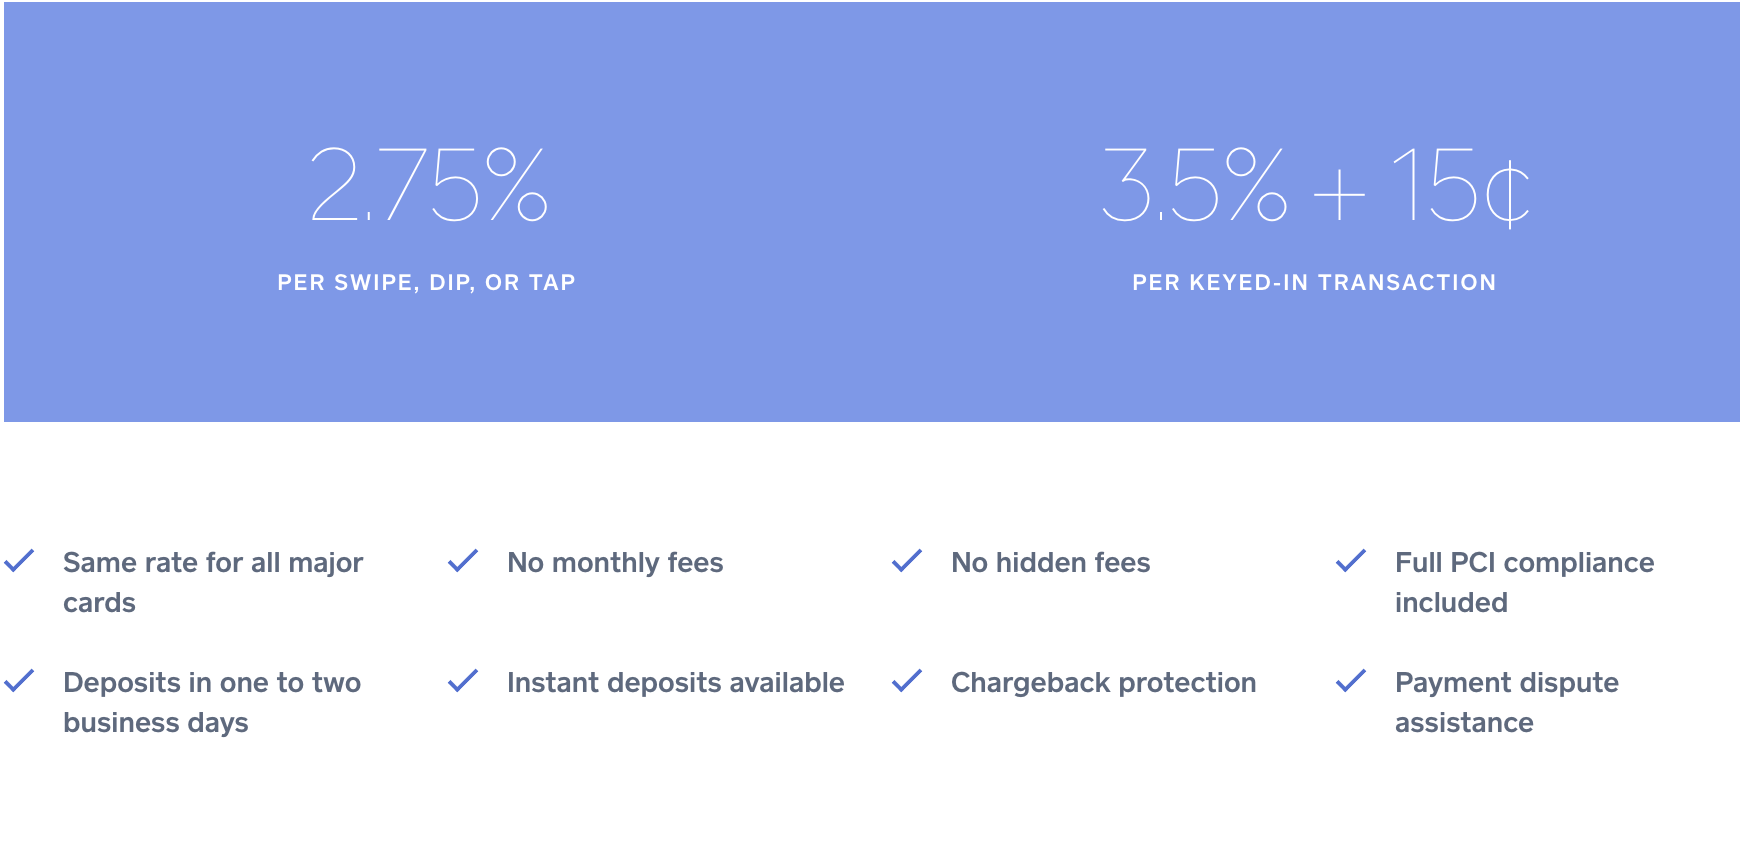 2.75%
PER SWIPE, DIP, OR TAP
3.5% + 15¢
PER KEYED-IN TRANSACTION
Same rate for all major
cards
No monthly fees
No hidden fees
Full PCI compliance
included
Deposits in one to two
business days
Instant deposits available
Chargeback protection
Payment dispute
assistance